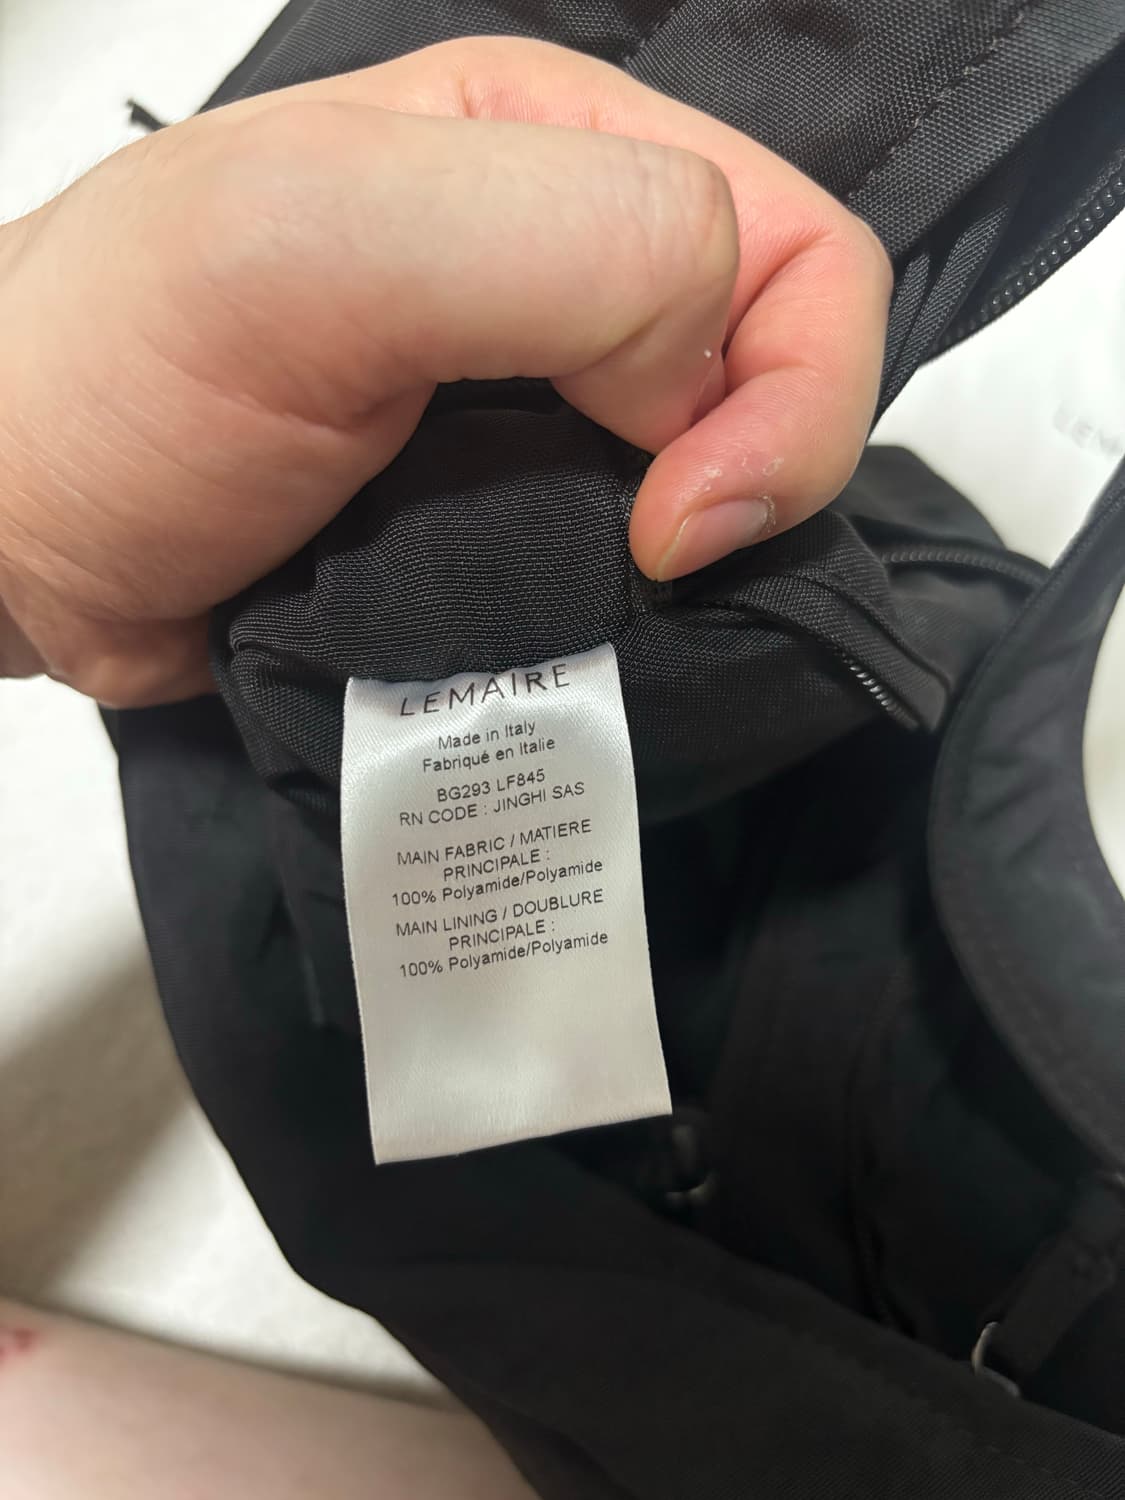 LEMAIRE
Made in Italy
Fabriqué en Italie
BG293 LF845
RN CODE : JINGHI SAS
MAIN FABRIC / MATIERE
PRINCIPALE :
100% Polyamide/Polyamide
MAIN LINING / DOUBLURE
PRINCIPALE :
100% Polyamide/Polyamide